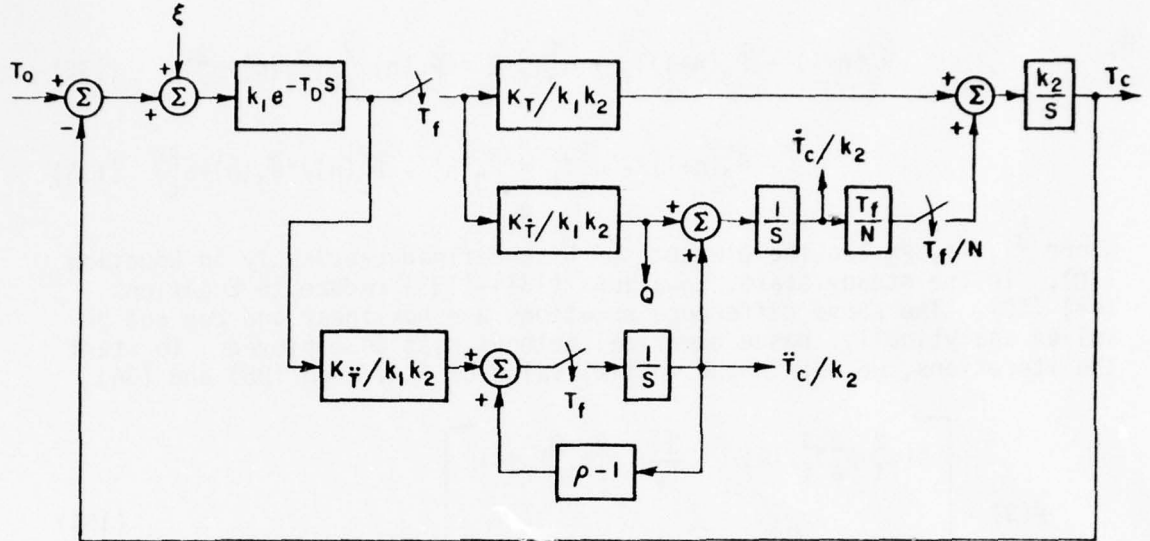 ξ
T₀ + Σ + Σ k₁e^{-T_D S} T_f K_T/k₁k₂ + Σ k₂/S T_c
- + +
Ṫ_c/k₂
K_Ṫ/k₁k₂ + Σ 1/S T_f/N T_f/N
+
Q
K_T̈/k₁k₂ + Σ T_f 1/S T̈_c/k₂
+
ρ-1